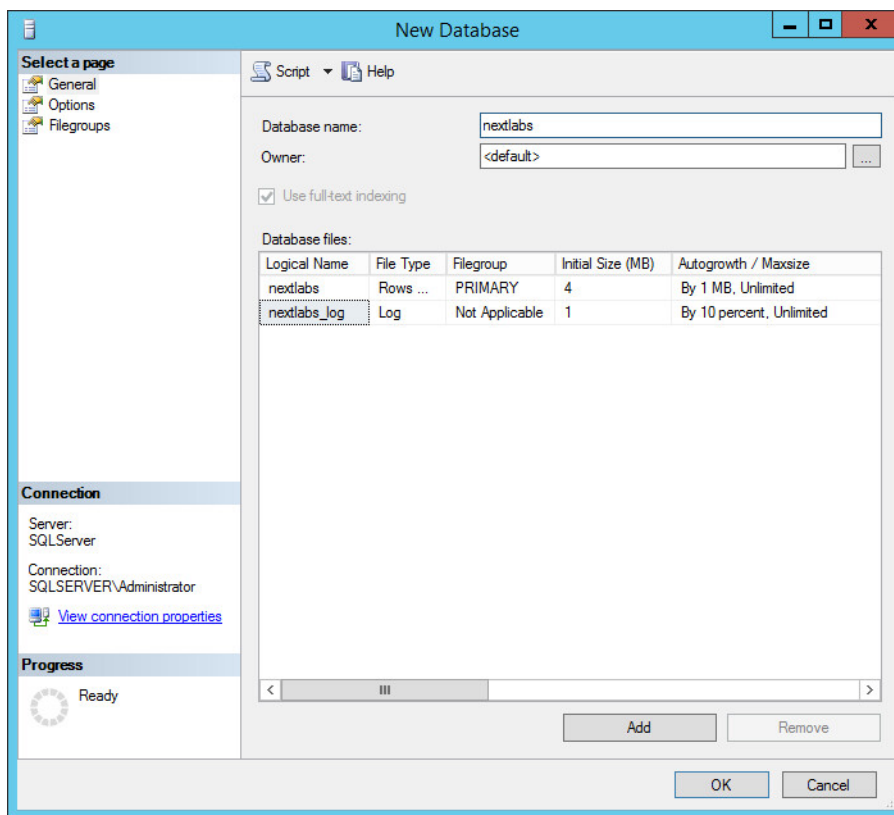 New Database
Select a page
General
Options
Filegroups
Script Help
Database name: nextlabs
Owner: <default> ...
Use full-text indexing
Database files:
Logical Name File Type Filegroup Initial Size (MB) Autogrowth / Maxsize
nextlabs Rows ... PRIMARY 4 By 1 MB, Unlimited
nextlabs_log Log Not Applicable 1 By 10 percent, Unlimited
Connection
Server:
SQLServer
Connection:
SQLSERVER\Administrator
View connection properties
Progress
Ready
Add Remove
OK Cancel